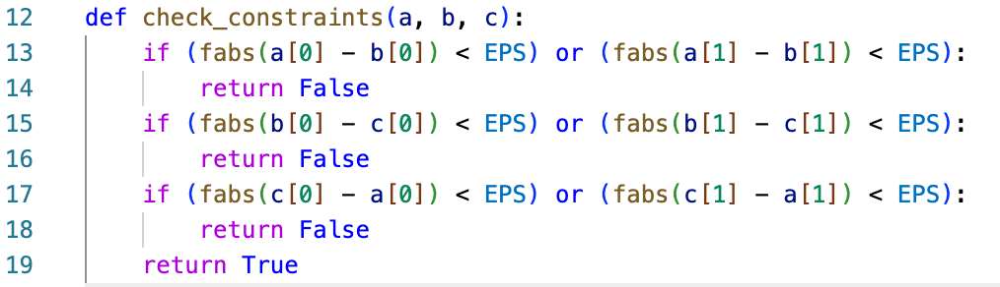 12 def check_constraints(a, b, c):
13     if (fabs(a[0] - b[0]) < EPS) or (fabs(a[1] - b[1]) < EPS):
14         return False
15     if (fabs(b[0] - c[0]) < EPS) or (fabs(b[1] - c[1]) < EPS):
16         return False
17     if (fabs(c[0] - a[0]) < EPS) or (fabs(c[1] - a[1]) < EPS):
18         return False
19     return True